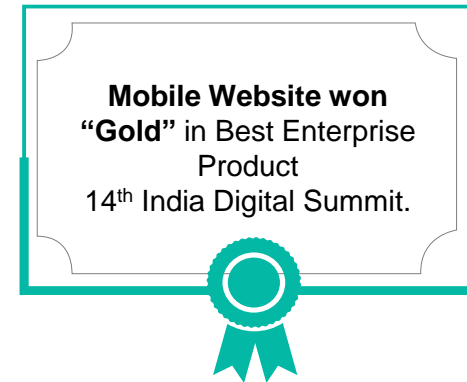 Mobile Website won
“Gold” in Best Enterprise
Product
14th India Digital Summit.